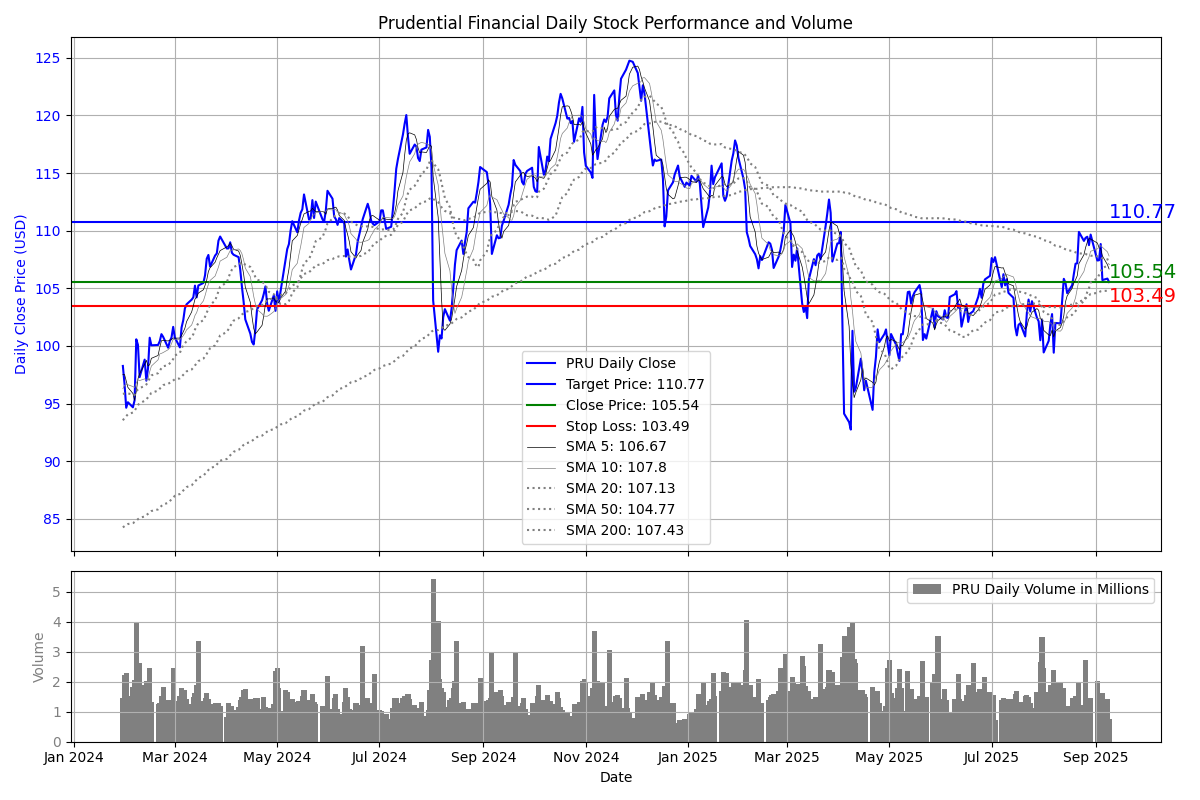 Prudential Financial Daily Stock Performance and Volume
Daily Close Price (USD)
125
120
115
110
105
100
95
90
85
110.77
105.54
103.49
PRU Daily Close
Target Price: 110.77
Close Price: 105.54
Stop Loss: 103.49
SMA 5: 106.67
SMA 10: 107.8
SMA 20: 107.13
SMA 50: 104.77
SMA 200: 107.43
Volume
5
4
3
2
1
0
PRU Daily Volume in Millions
Jan 2024
Mar 2024
May 2024
Jul 2024
Sep 2024
Nov 2024
Jan 2025
Mar 2025
May 2025
Jul 2025
Sep 2025
Date